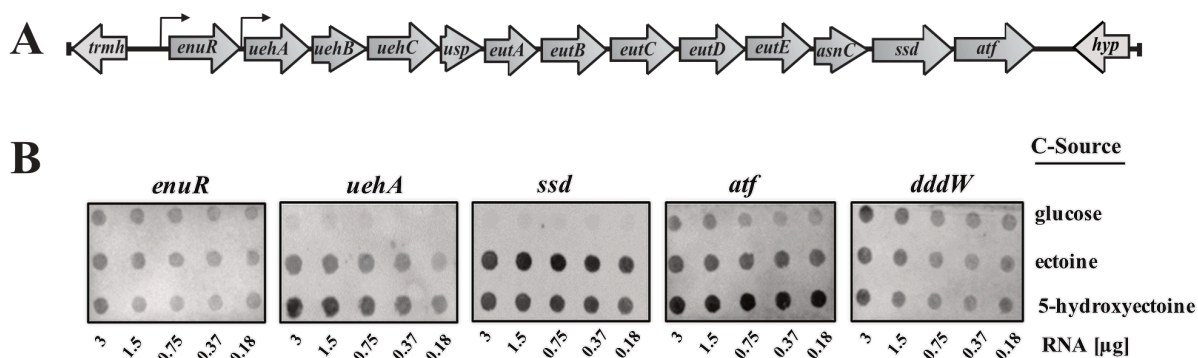 A
trmh enuR uehA uehB uehC usp eutA eutB eutC eutD eutE asnC ssd atf hyp
B
C-Source
enuR uehA ssd atf dddW
glucose
ectoine
5-hydroxyectoine
3 1.5 0.75 0.37 0.18 3 1.5 0.75 0.37 0.18 3 1.5 0.75 0.37 0.18 3 1.5 0.75 0.37 0.18 3 1.5 0.75 0.37 0.18 RNA [µg]